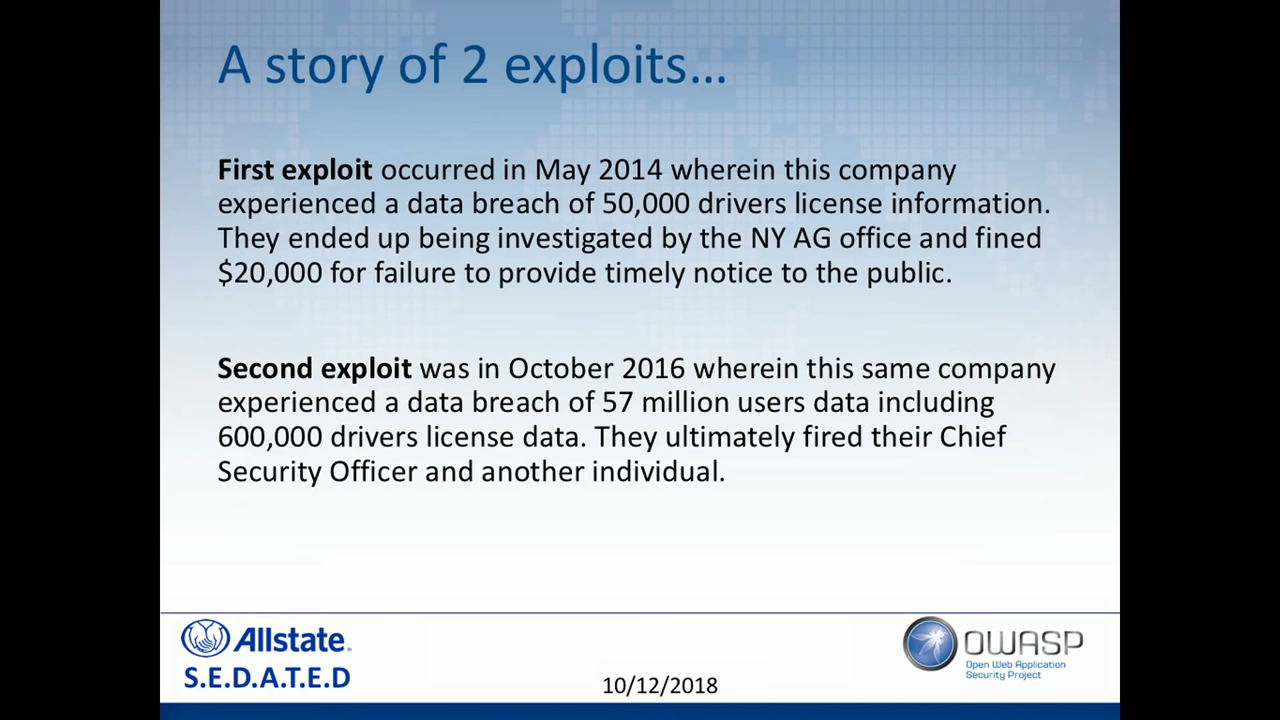 A story of 2 exploits...
First exploit occurred in May 2014 wherein this company
experienced a data breach of 50,000 drivers license information.
They ended up being investigated by the NY AG office and fined
$20,000 for failure to provide timely notice to the public.
Second exploit was in October 2016 wherein this same company
experienced a data breach of 57 million users data including
600,000 drivers license data. They ultimately fired their Chief
Security Officer and another individual.
Allstate®
S.E.D.A.T.E.D
10/12/2018
OWASP
Open Web Application
Security Project